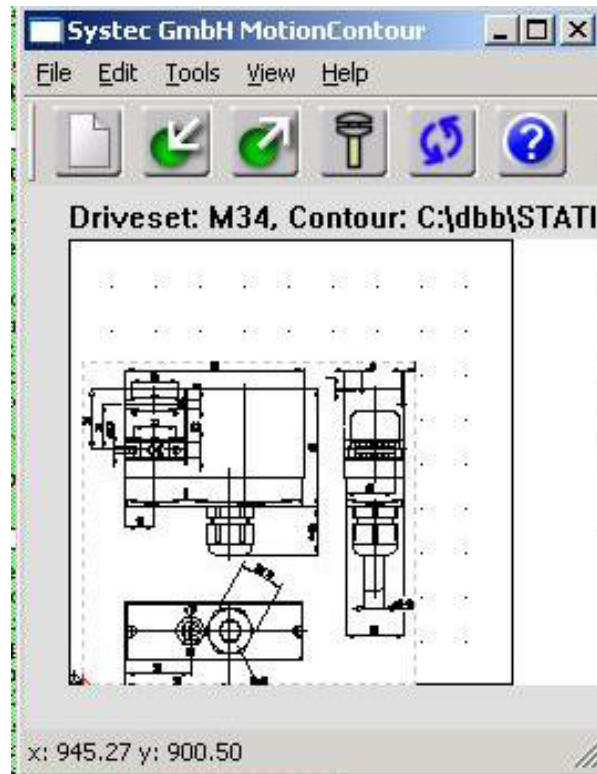 Systec GmbH MotionContour
File Edit Tools View Help
Driveset: M34, Contour: C:\dbb\STATI
x: 945.27 y: 900.50